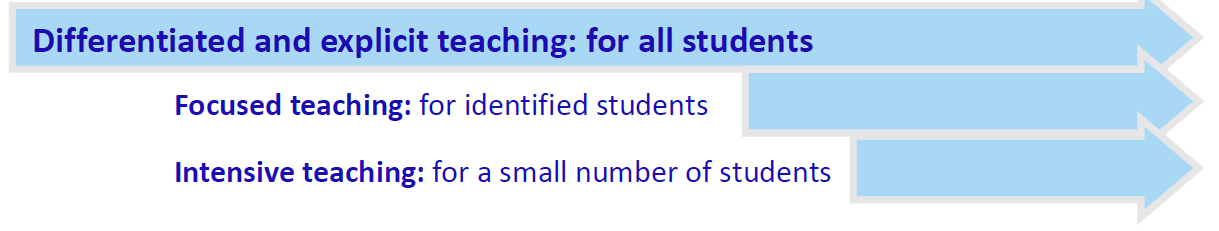 Differentiated and explicit teaching: for all students
Focused teaching: for identified students
Intensive teaching: for a small number of students